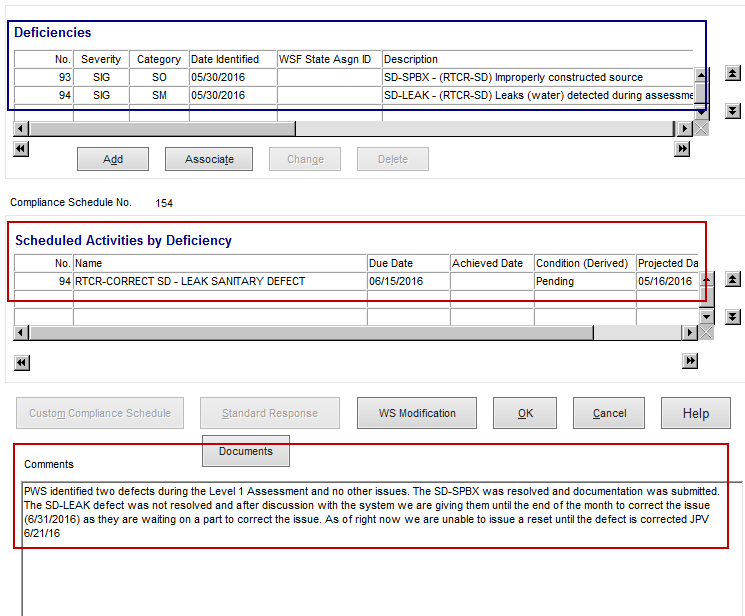 Deficiencies
No. Severity Category Date Identified WSF State Asgn ID Description
93 SIG SO 05/30/2016 SD-SPBX - (RTCR-SD) Improperly constructed source
94 SIG SM 05/30/2016 SD-LEAK - (RTCR-SD) Leaks (water) detected during assessme
Add Associate Change Delete
Compliance Schedule No. 154
Scheduled Activities by Deficiency
No. Name Due Date Achieved Date Condition (Derived) Projected Da
94 RTCR-CORRECT SD - LEAK SANITARY DEFECT 06/15/2016 Pending 05/16/2016
Custom Compliance Schedule Standard Response WS Modification OK Cancel Help
Documents
Comments
PWS identified two defects during the Level 1 Assessment and no other issues. The SD-SPBX was resolved and documentation was submitted.
The SD-LEAK defect was not resolved and after discussion with the system we are giving them until the end of the month to correct the issue
(6/31/2016) as they are waiting on a part to correct the issue. As of right now we are unable to issue a reset until the defect is corrected JPV
6/21/16